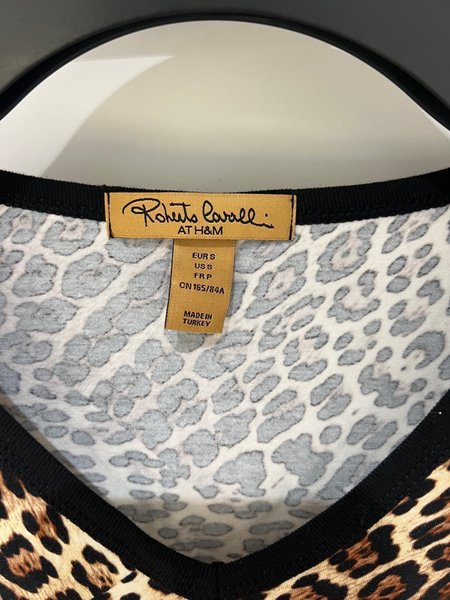 Roberto Cavalli
AT H&M
EUR S
US S
FR P
CN 165/84A
MADE IN
TURKEY